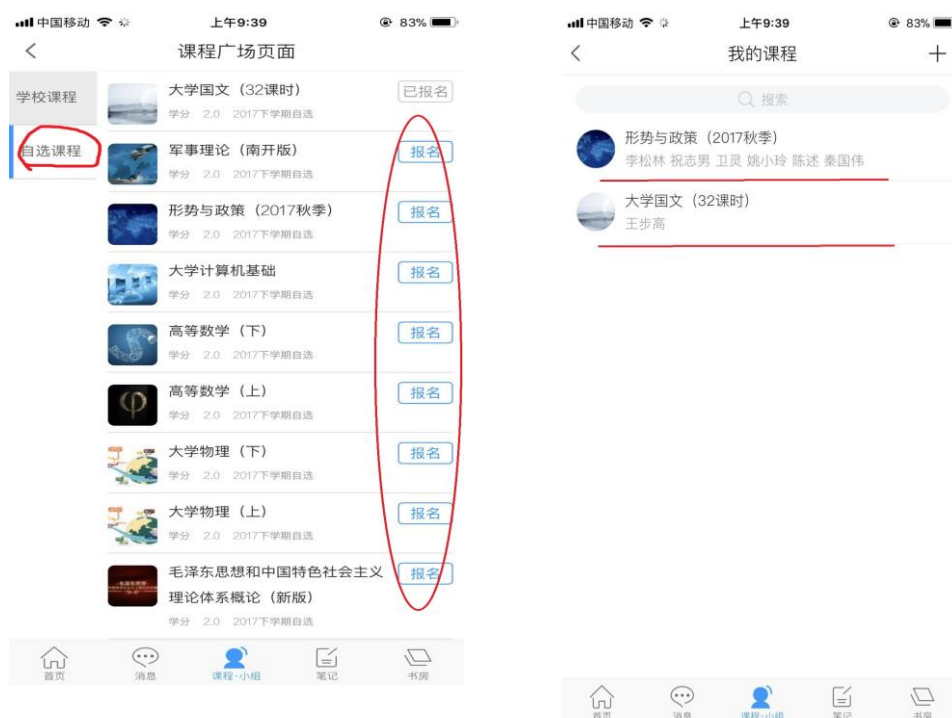 中国移动
上午9:39
83%
课程广场页面
学校课程
自选课程
大学国文（32课时）
已报名
学分 2.0 2017下学期自选
军事理论（南开版）
报名
学分 2.0 2017下学期自选
形势与政策（2017秋季）
报名
学分 2.0 2017下学期自选
大学计算机基础
报名
学分 2.0 2017下学期自选
高等数学（下）
报名
学分 2.0 2017下学期自选
高等数学（上）
报名
学分 2.0 2017下学期自选
大学物理（下）
报名
学分 2.0 2017下学期自选
大学物理（上）
报名
学分 2.0 2017下学期自选
毛泽东思想和中国特色社会主义
报名
理论体系概论（新版）
学分 2.0 2017下学期自选
首页
消息
课程·小组
笔记
书房
中国移动
上午9:39
83%
我的课程
搜索
形势与政策（2017秋季）
李松林 祝志男 卫灵 姚小玲 陈述 秦国伟
大学国文（32课时）
王步高
首页
消息
课程·小组
笔记
书房